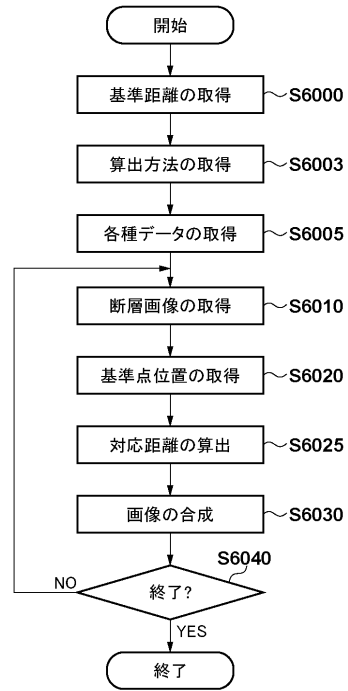 開始
基準距離の取得 S6000
算出方法の取得 S6003
各種データの取得 S6005
断層画像の取得 S6010
基準点位置の取得 S6020
対応距離の算出 S6025
画像の合成 S6030
S6040
終了?
NO
YES
終了